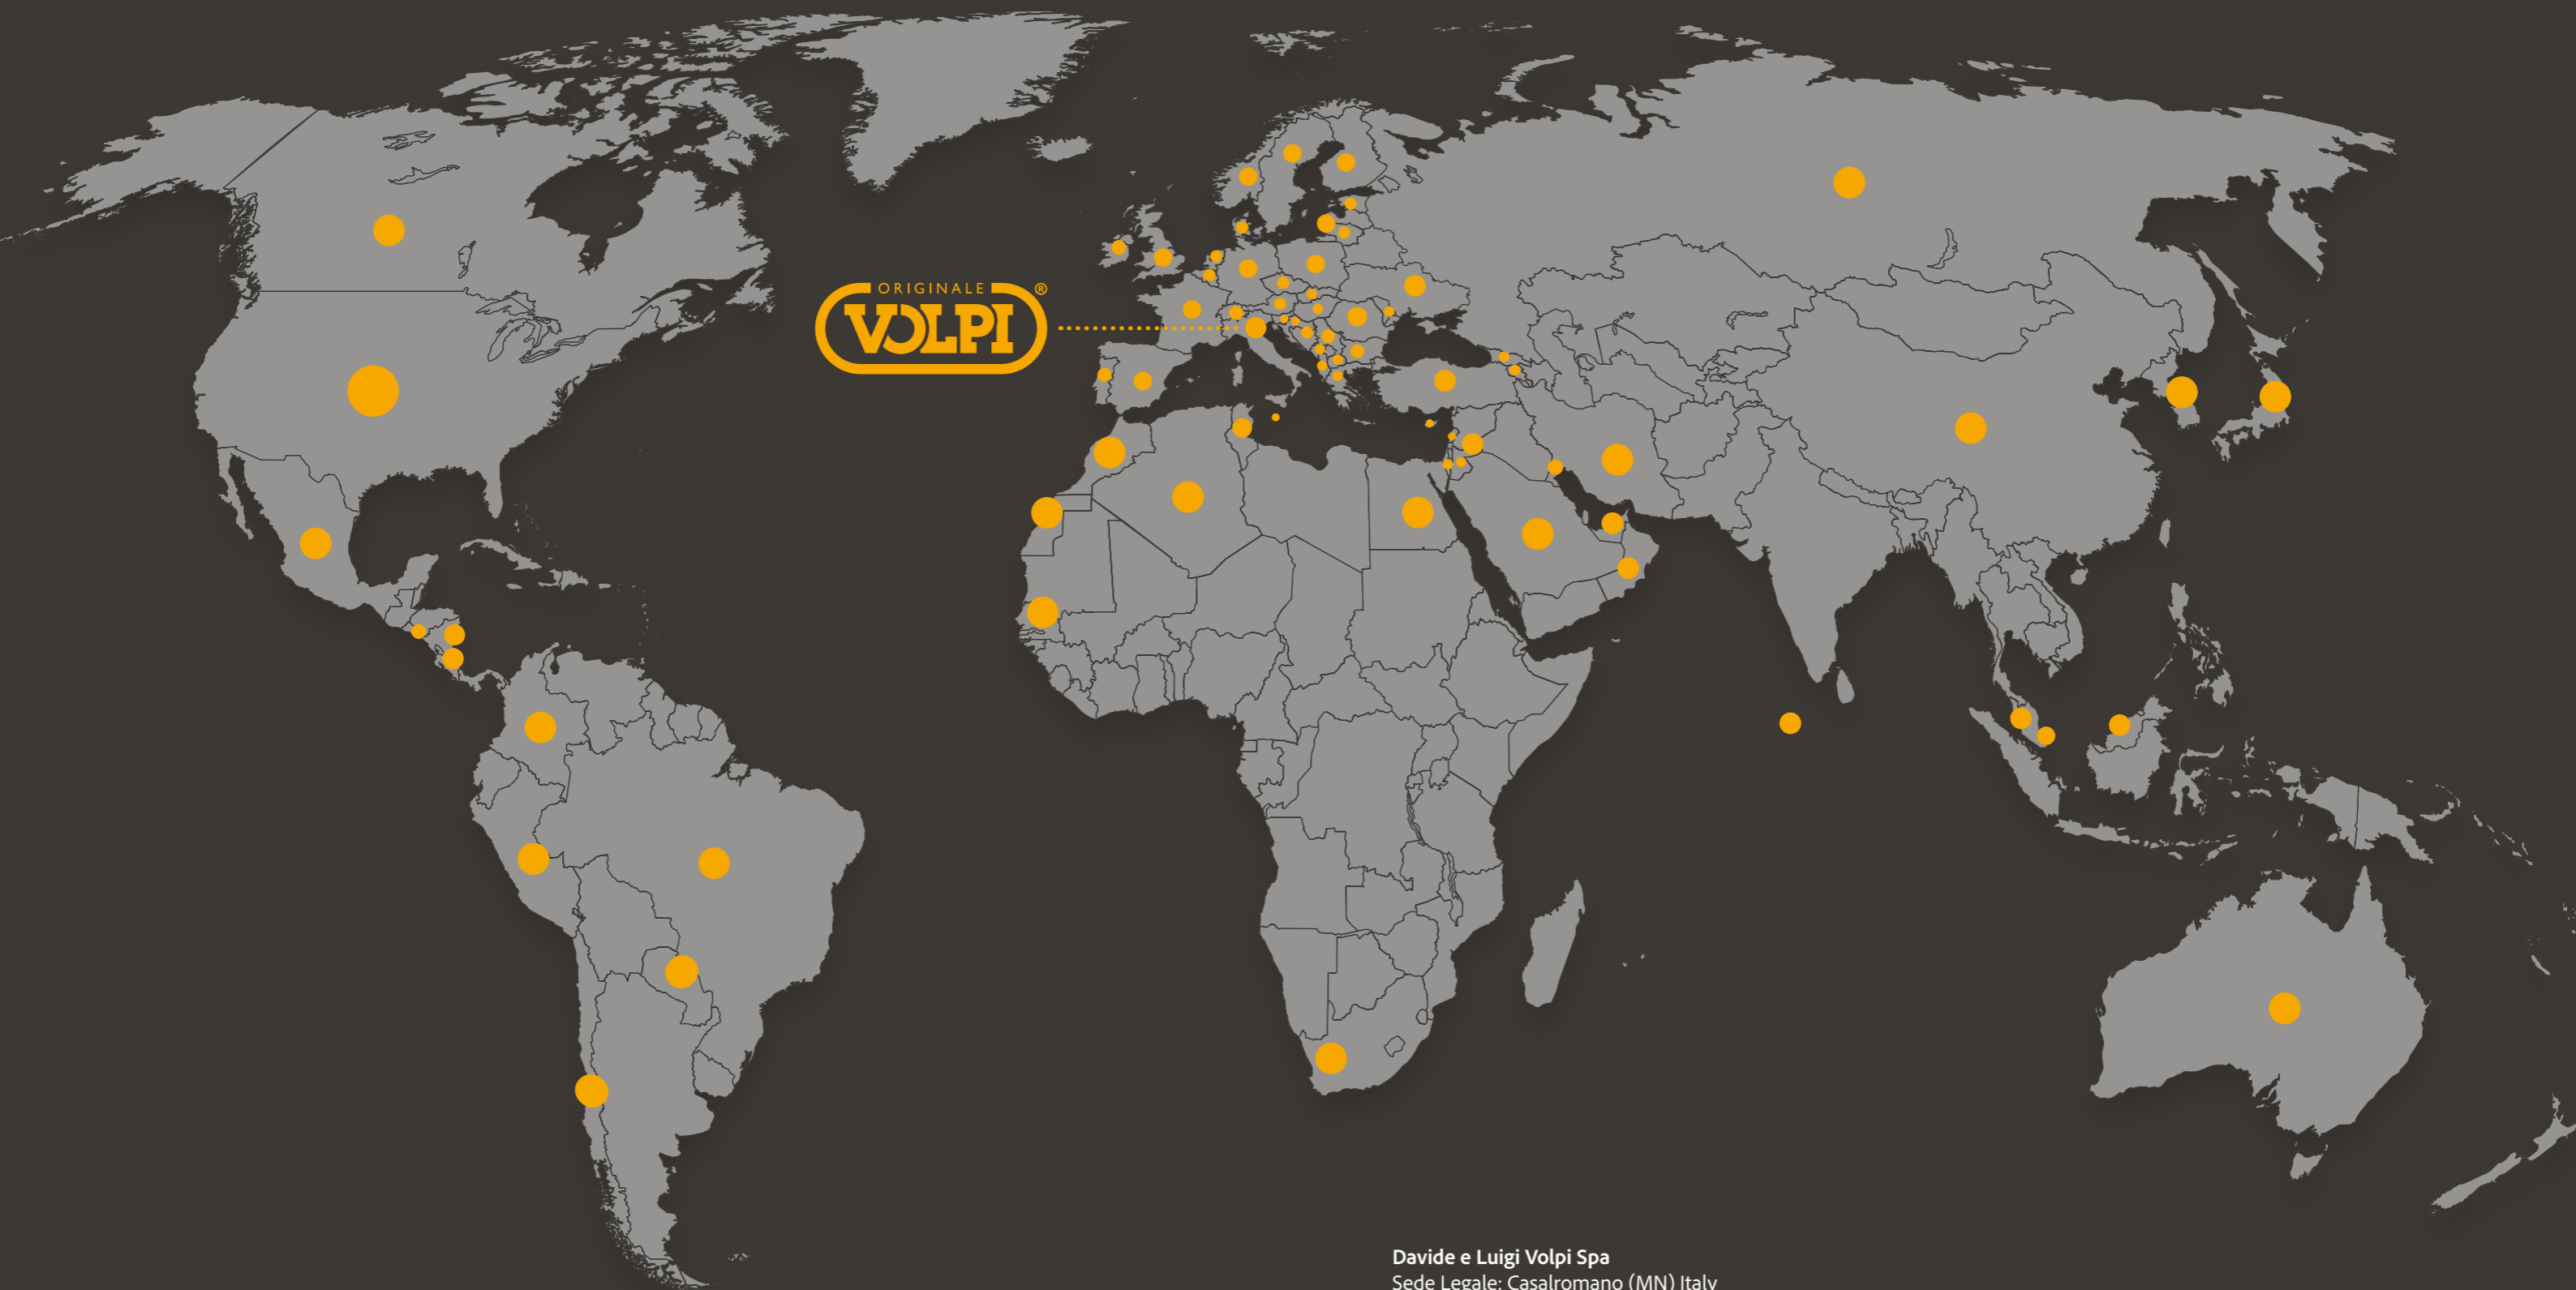 ORIGINALE ®
VOLPI
Davide e Luigi Volpi Spa
Sede Legale: Casalromano (MN) Italy